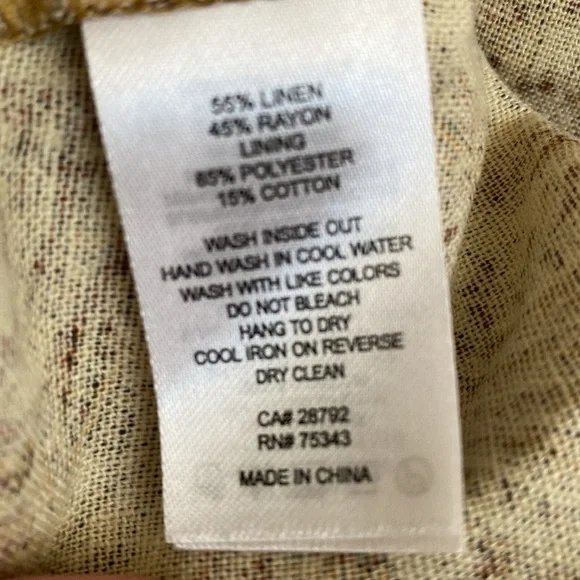 55% LINEN
45% RAYON
LINING
85% POLYESTER
15% COTTON
WASH INSIDE OUT
HAND WASH IN COOL WATER
WASH WITH LIKE COLORS
DO NOT BLEACH
HANG TO DRY
COOL IRON ON REVERSE
DRY CLEAN
CA# 28792
RN# 75343
MADE IN CHINA